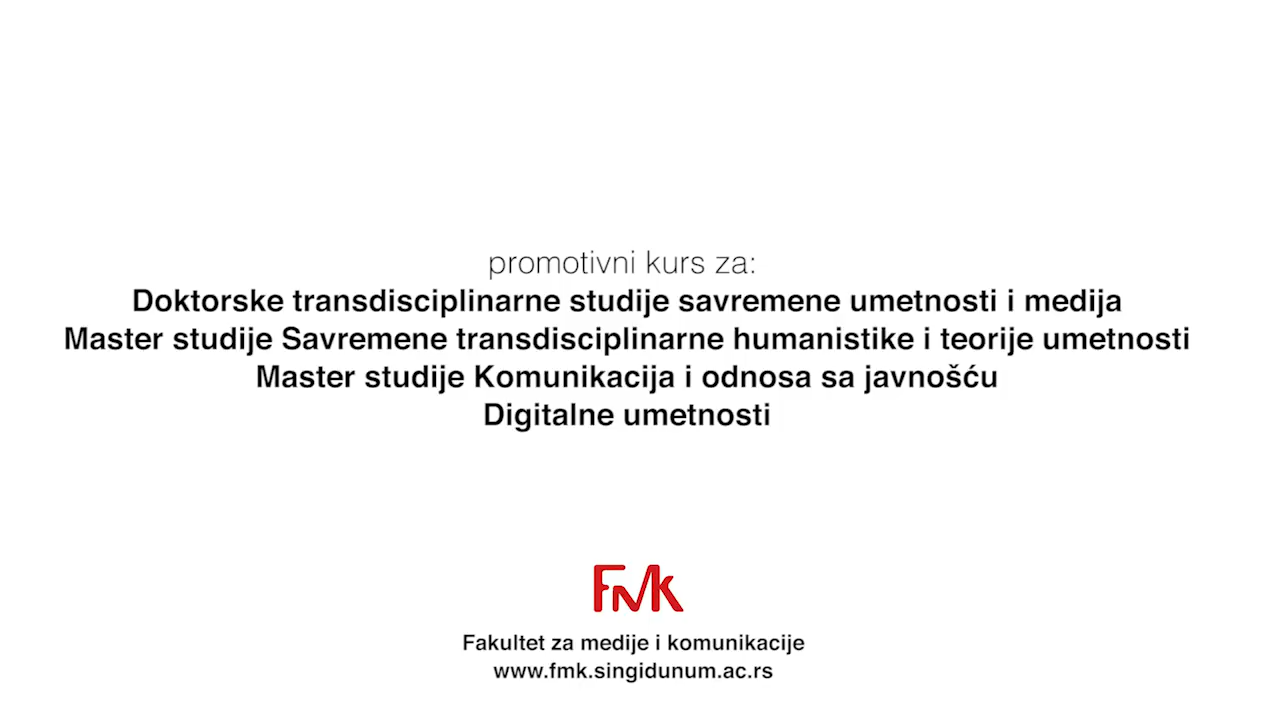 promotivni kurs za:
Doktorske transdisciplinarne studije savremene umetnosti i medija
Master studije Savremene transdisciplinarne humanistike i teorije umetnosti
Master studije Komunikacija i odnosa sa javnošću
Digitalne umetnosti
FMK
Fakultet za medije i komunikacije
www.fmk.singidunum.ac.rs